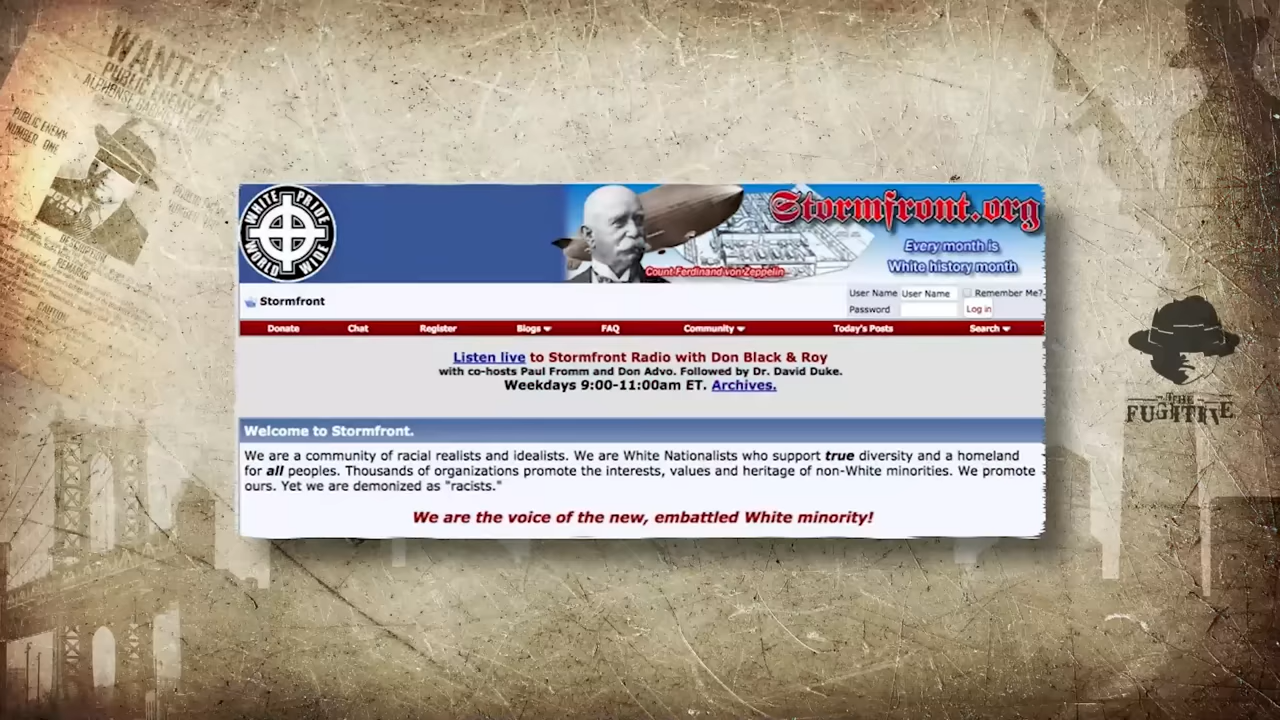 WANTED
PUBLIC ENEMY
PUBLIC ENEMY
NUMBER ONE
DESCRIPTION
REMARKS
CAUTION
WHITE PRIDE
WORLD WIDE
Stormfront.org
Every month is
White history month
Count Ferdinand von Zeppelin
Stormfront
User Name User Name Remember Me?
Password Log in
Donate Chat Register Blogs FAQ Community Today's Posts Search
Listen live to Stormfront Radio with Don Black & Roy
with co-hosts Paul Fromm and Don Advo. Followed by Dr. David Duke.
Weekdays 9:00-11:00am ET. Archives.
Welcome to Stormfront.
We are a community of racial realists and idealists. We are White Nationalists who support true diversity and a homeland
for all peoples. Thousands of organizations promote the interests, values and heritage of non-White minorities. We promote
ours. Yet we are demonized as "racists."
We are the voice of the new, embattled White minority!
THE
FUGITIVE